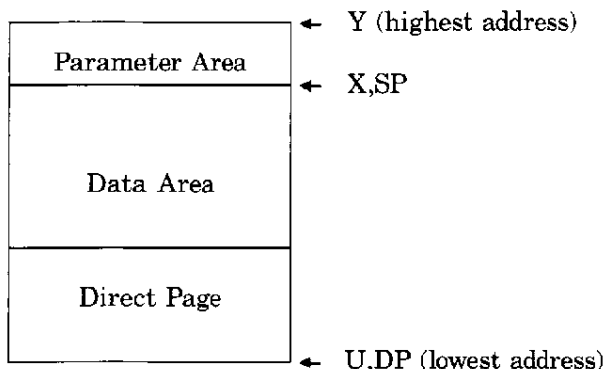 Y (highest address)
Parameter Area
X,SP
Data Area
Direct Page
U,DP (lowest address)